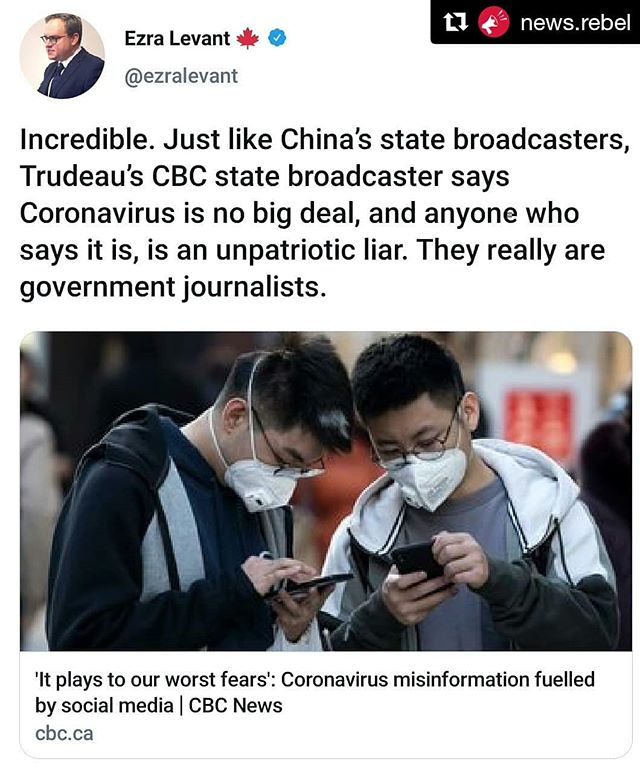 news.rebel
Ezra Levant
@ezralevant
Incredible. Just like China's state broadcasters,
Trudeau's CBC state broadcaster says
Coronavirus is no big deal, and anyone who
says it is, is an unpatriotic liar. They really are
government journalists.
'It plays to our worst fears': Coronavirus misinformation fuelled
by social media | CBC News
cbc.ca